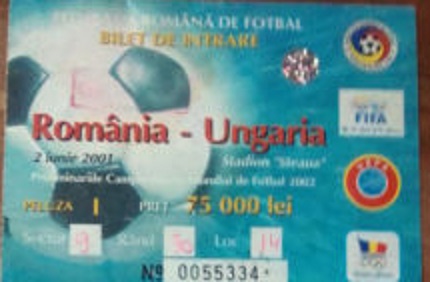 FEDERAȚIA ROMÂNĂ DE FOTBAL
BILET DE INTRARE
FIFA
România - Ungaria
2 iunie 2001 Stadion "Steaua"
Preliminariile Mondial de Fotbal 2002
UEFA
PELUZA I PREȚ 75 000 lei
Sector 9 Rând 30 Loc 14
Nº 0055334